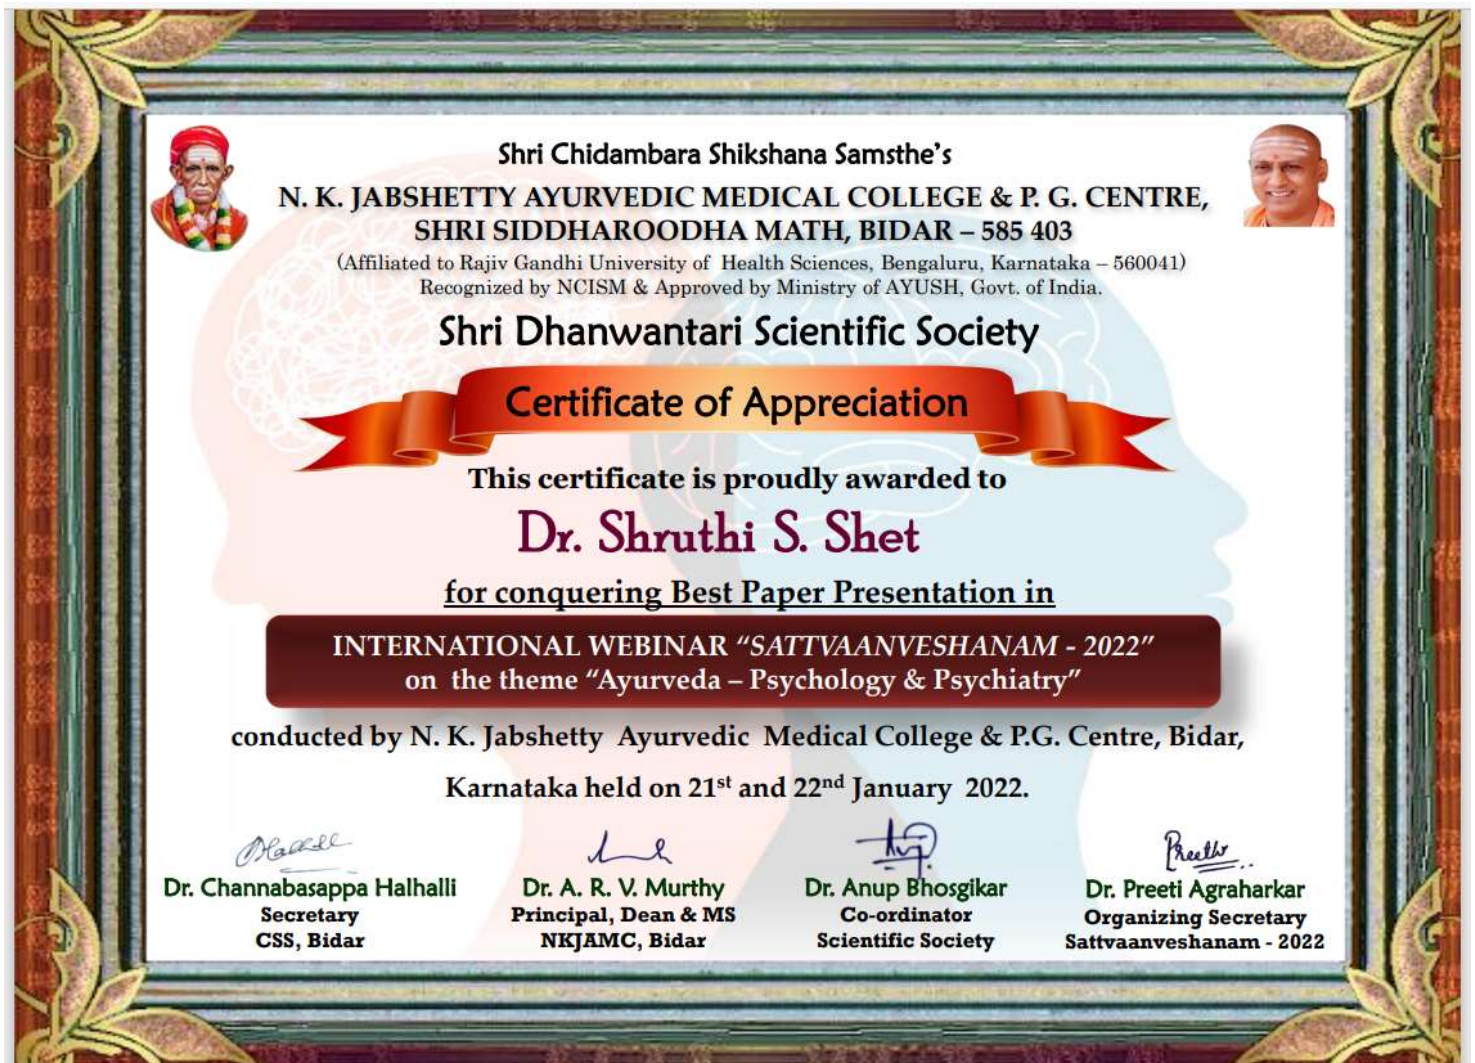 Shri Chidambara Shikshana Samsthe's
N. K. JABSHETTY AYURVEDIC MEDICAL COLLEGE & P. G. CENTRE,
SHRI SIDDHAROODHA MATH, BIDAR – 585 403
(Affiliated to Rajiv Gandhi University of Health Sciences, Bengaluru, Karnataka – 560041)
Recognized by NCISM & Approved by Ministry of AYUSH, Govt. of India.
Shri Dhanwantari Scientific Society
Certificate of Appreciation
This certificate is proudly awarded to
Dr. Shruthi S. Shet
for conquering Best Paper Presentation in
INTERNATIONAL WEBINAR “SATTVAANVESHANAM - 2022”
on the theme “Ayurveda – Psychology & Psychiatry”
conducted by N. K. Jabshetty Ayurvedic Medical College & P.G. Centre, Bidar,
Karnataka held on 21st and 22nd January 2022.
Preethi
Dr. Channabasappa Halhalli
Secretary
CSS, Bidar
Dr. A. R. V. Murthy
Principal, Dean & MS
NKJAMC, Bidar
Dr. Anup Bhosgikar
Co-ordinator
Scientific Society
Dr. Preeti Agraharkar
Organizing Secretary
Sattvaanveshanam - 2022